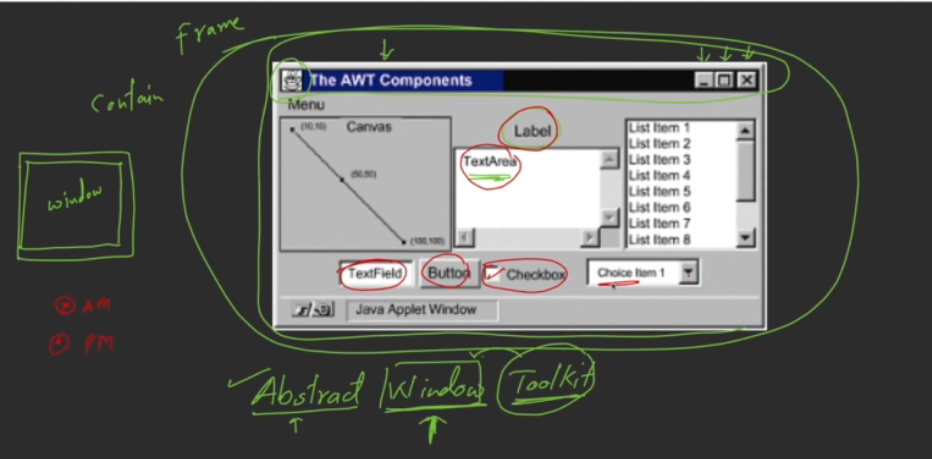 Frame
Contain
The AWT Components
Menu
Canvas
(10,10)
(50,50)
(100,100)
Label
TextArea
List Item 1
List Item 2
List Item 3
List Item 4
List Item 5
List Item 6
List Item 7
List Item 8
TextField
Button
Checkbox
Choice Item 1
Java Applet Window
window
AM
PM
Abstract Window Toolkit